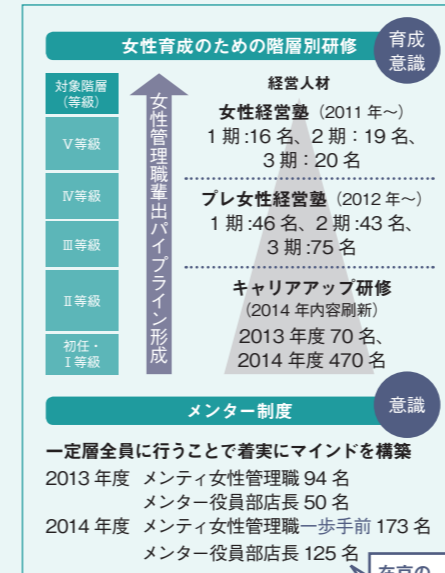 女性育成のための階層別研修
育成
意識
対象階層
(等級)
Ⅴ等級
Ⅳ等級
Ⅲ等級
Ⅱ等級
初任・
Ⅰ等級
女性管理職輩出パイプライン形成
経営人材
女性経営塾(2011年~)
1期:16名、2期:19名、
3期:20名
プレ女性経営塾(2012年~)
1期:46名、2期:43名、
3期:75名
キャリアアップ研修
(2014年内容刷新)
2013年度 70名、
2014年度 470名
メンター制度
意識
一定層全員に行うことで着実にマインドを構築
2013年度 メンティ女性管理職 94名
メンター役員部店長 50名
2014年度 メンティ女性管理職一歩手前 173名
メンター役員部店長 125名